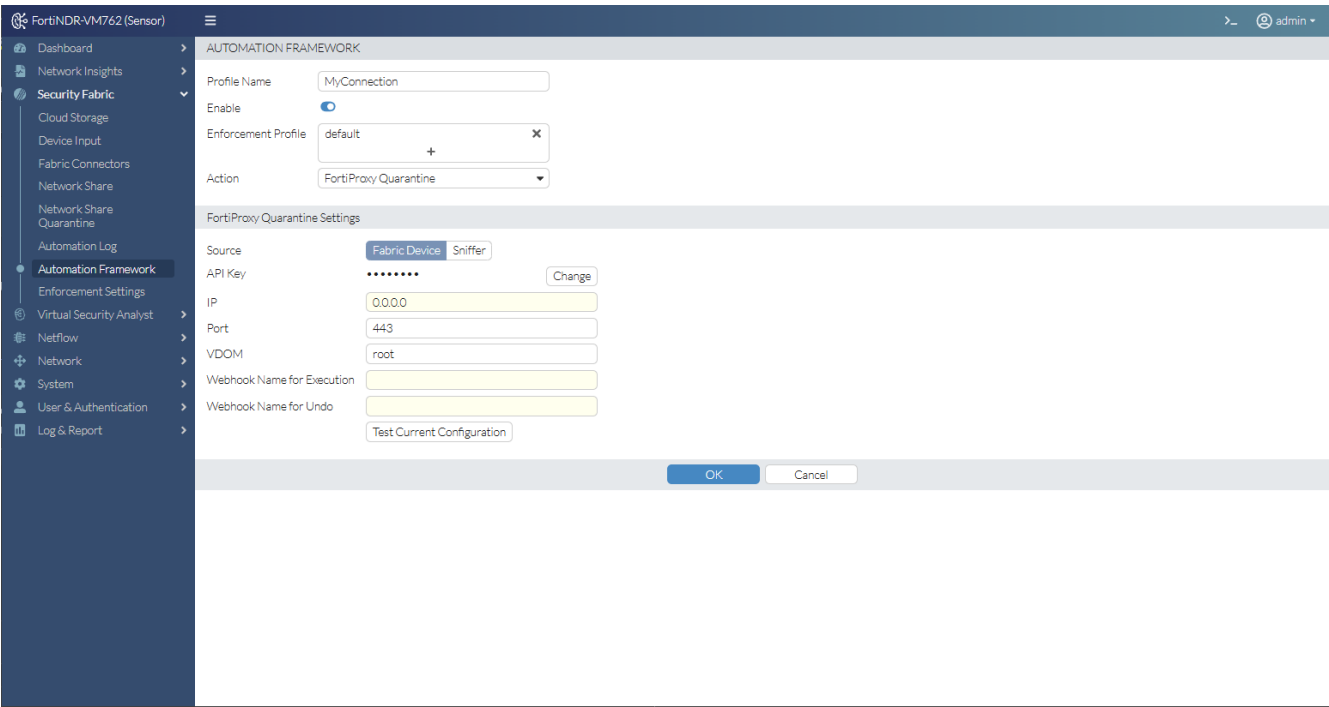 FortiNDR-VM762 (Sensor)
admin
Dashboard
Network Insights
Security Fabric
Cloud Storage
Device Input
Fabric Connectors
Network Share
Network Share
Quarantine
Automation Log
Automation Framework
Enforcement Settings
Virtual Security Analyst
Netflow
Network
System
User & Authentication
Log & Report
AUTOMATION FRAMEWORK
Profile Name MyConnection
Enable
Enforcement Profile default
+
Action FortiProxy Quarantine
FortiProxy Quarantine Settings
Source Fabric Device Sniffer
API Key •••••••• Change
IP 0.0.0.0
Port 443
VDOM root
Webhook Name for Execution
Webhook Name for Undo
Test Current Configuration
OK Cancel